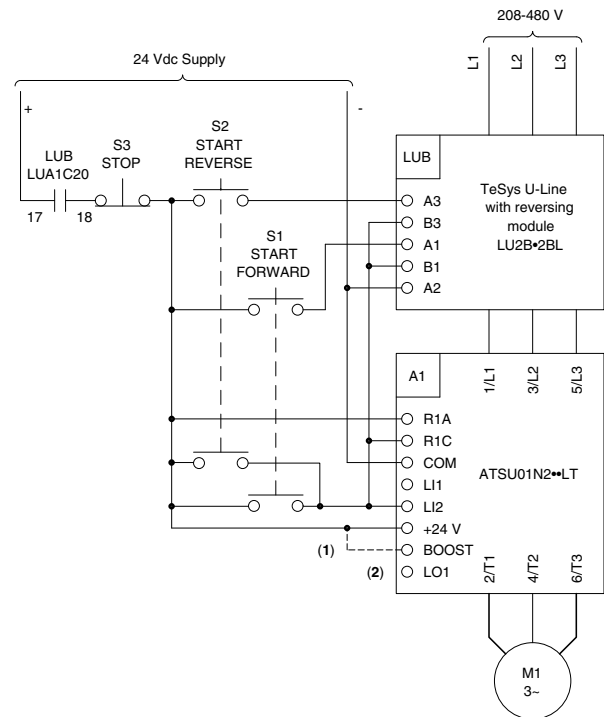 208-480 V
L1
L2
L3
24 Vdc Supply
+
-
S2
START
REVERSE
LUB
LUA1C20
S3
STOP
17
18
S1
START
FORWARD
LUB
A3
B3
A1
B1
A2
TeSys U-Line
with reversing
module
LU2B•2BL
A1
1/L1
3/L2
5/L3
R1A
R1C
COM
LI1
LI2
+24 V
BOOST
LO1
ATSU01N2••LT
(1)
(2)
2/T1
4/T2
6/T3
M1
3~